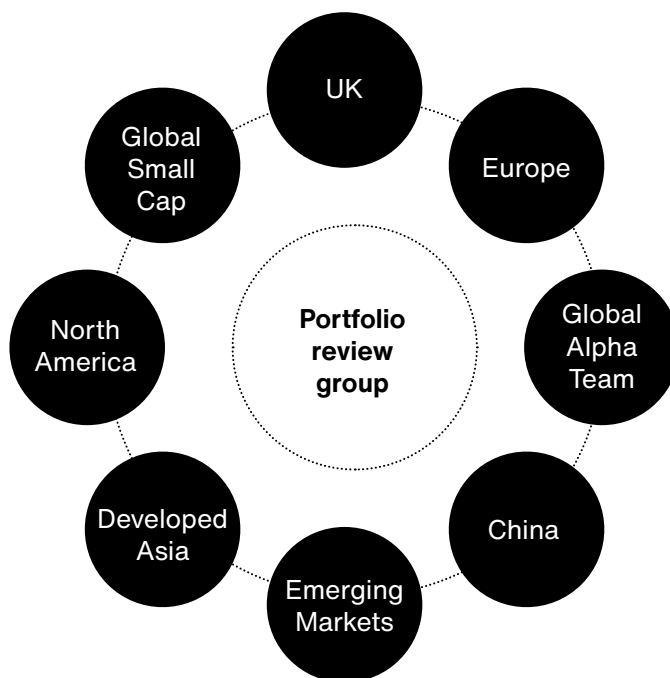 UK
Europe
Global
Alpha
Team
China
Emerging
Markets
Developed
Asia
North
America
Global
Small
Cap
Portfolio
review
group